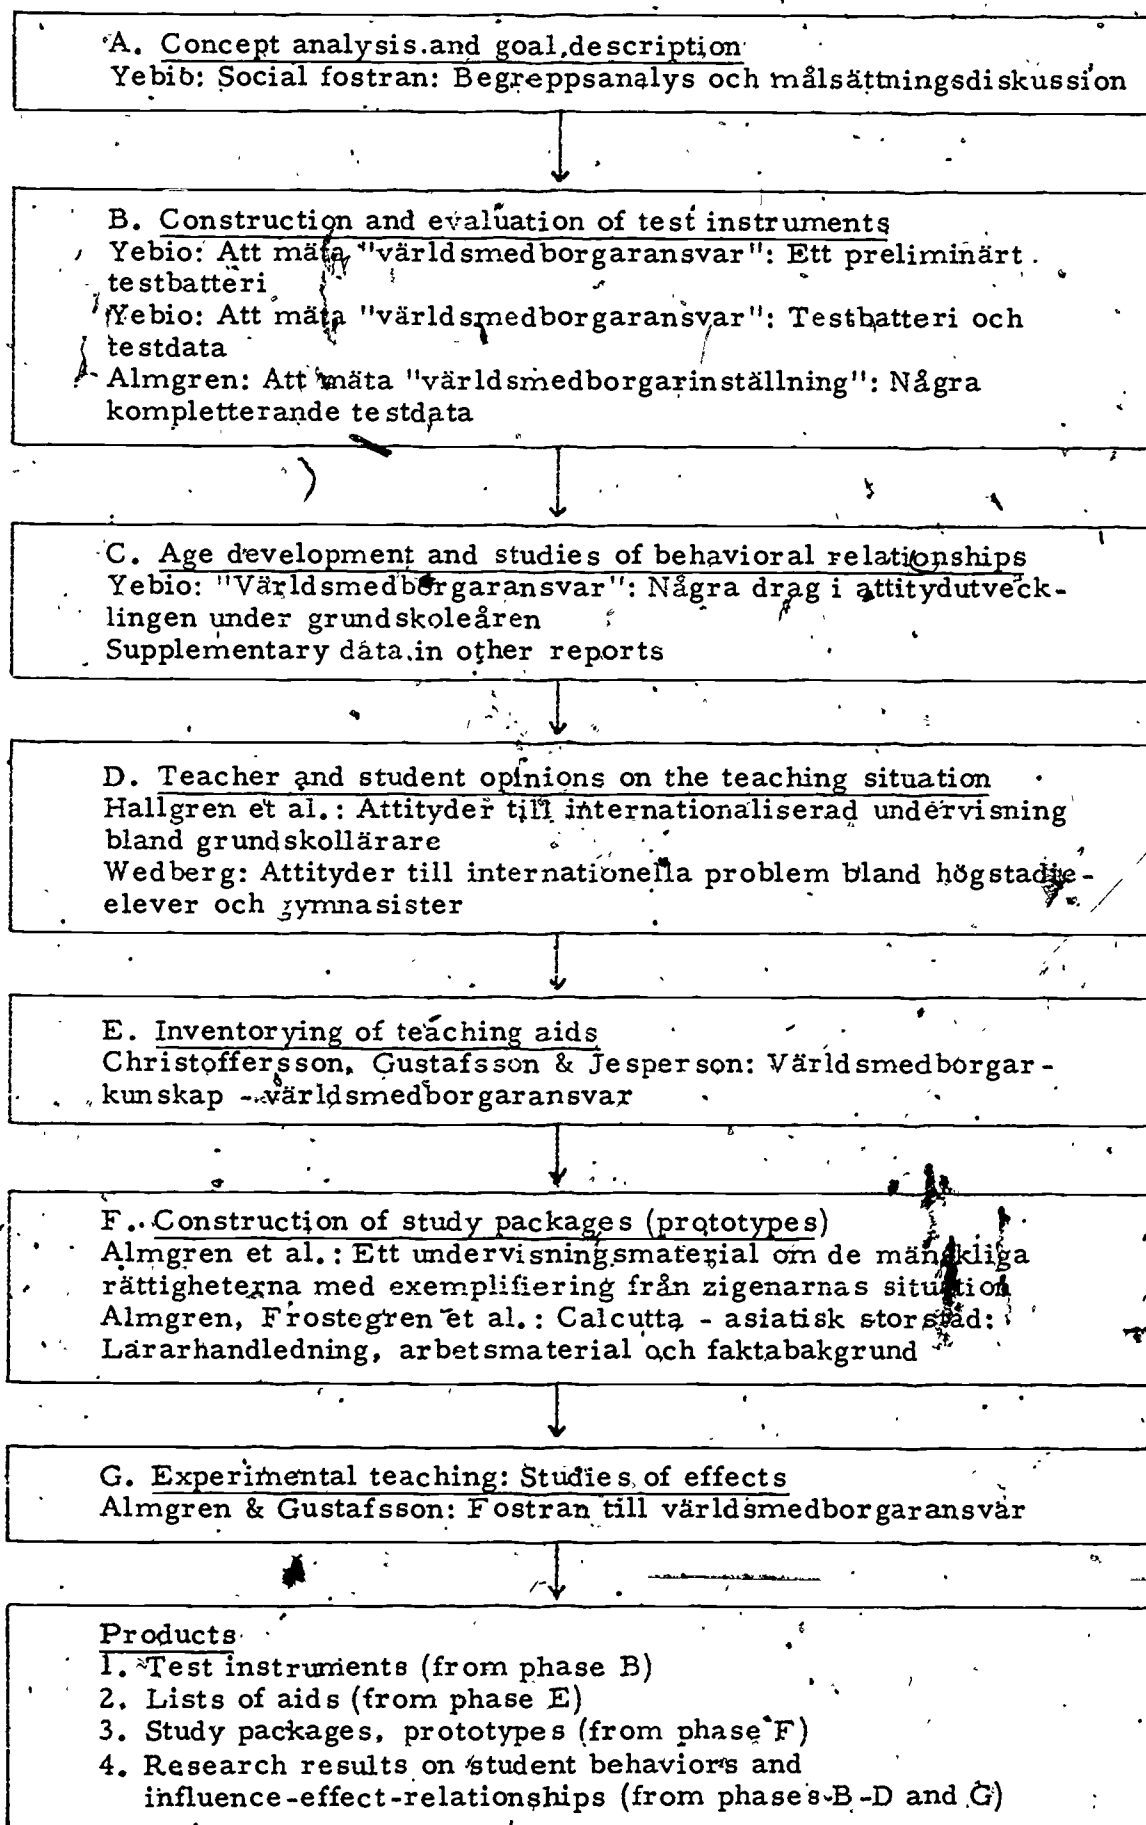 A. Concept analysis and goal description
Yebio: Social fostran: Begreppsanalys och målsättningsdiskussion
B. Construction and evaluation of test instruments
Yebio: Att mäta "världsmedborgaransvar": Ett preliminärt
testbatteri
Yebio: Att mäta "världsmedborgaransvar": Testbatteri och
testdata
Almgren: Att mäta "världsmedborgarinställning": Några
kompletterande testdata
C. Age development and studies of behavioral relationships
Yebio: "Världsmedborgaransvar": Några drag i attitydutveck-
lingen under grundskoleåren
Supplementary data in other reports
D. Teacher and student opinions on the teaching situation
Hallgren et al.: Attityder till internationaliserad undervisning
bland grundskollärare
Wedberg: Attityder till internationella problem bland högstadie-
elever och gymnasister
E. Inventorying of teaching aids
Christoffersson, Gustafsson & Jesperson: Världsmedborgar-
kunskap - världsmedborgaransvar
F. Construction of study packages (prototypes)
Almgren et al.: Ett undervisningsmaterial om de mänskliga
rättigheterna med exemplifiering från zigenarnas situation
Almgren, Frostegren et al.: Calcutta - asiatisk storstad:
Lärarhandledning, arbetsmaterial och faktabakgrund
G. Experimental teaching: Studies of effects
Almgren & Gustafsson: Fostran till världsmedborgaransvar
Products
1. Test instruments (from phase B)
2. Lists of aids (from phase E)
3. Study packages, prototypes (from phase F)
4. Research results on student behaviors and
influence-effect-relationships (from phases B-D and G)